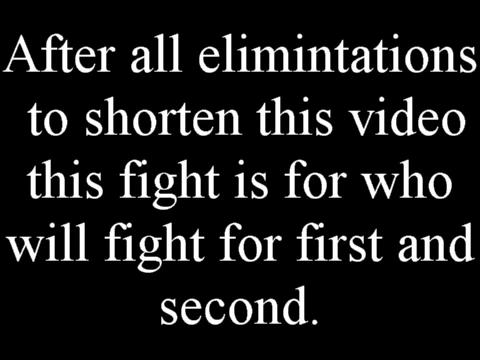 After all elimintations
to shorten this video
this fight is for who
will fight for first and
second.